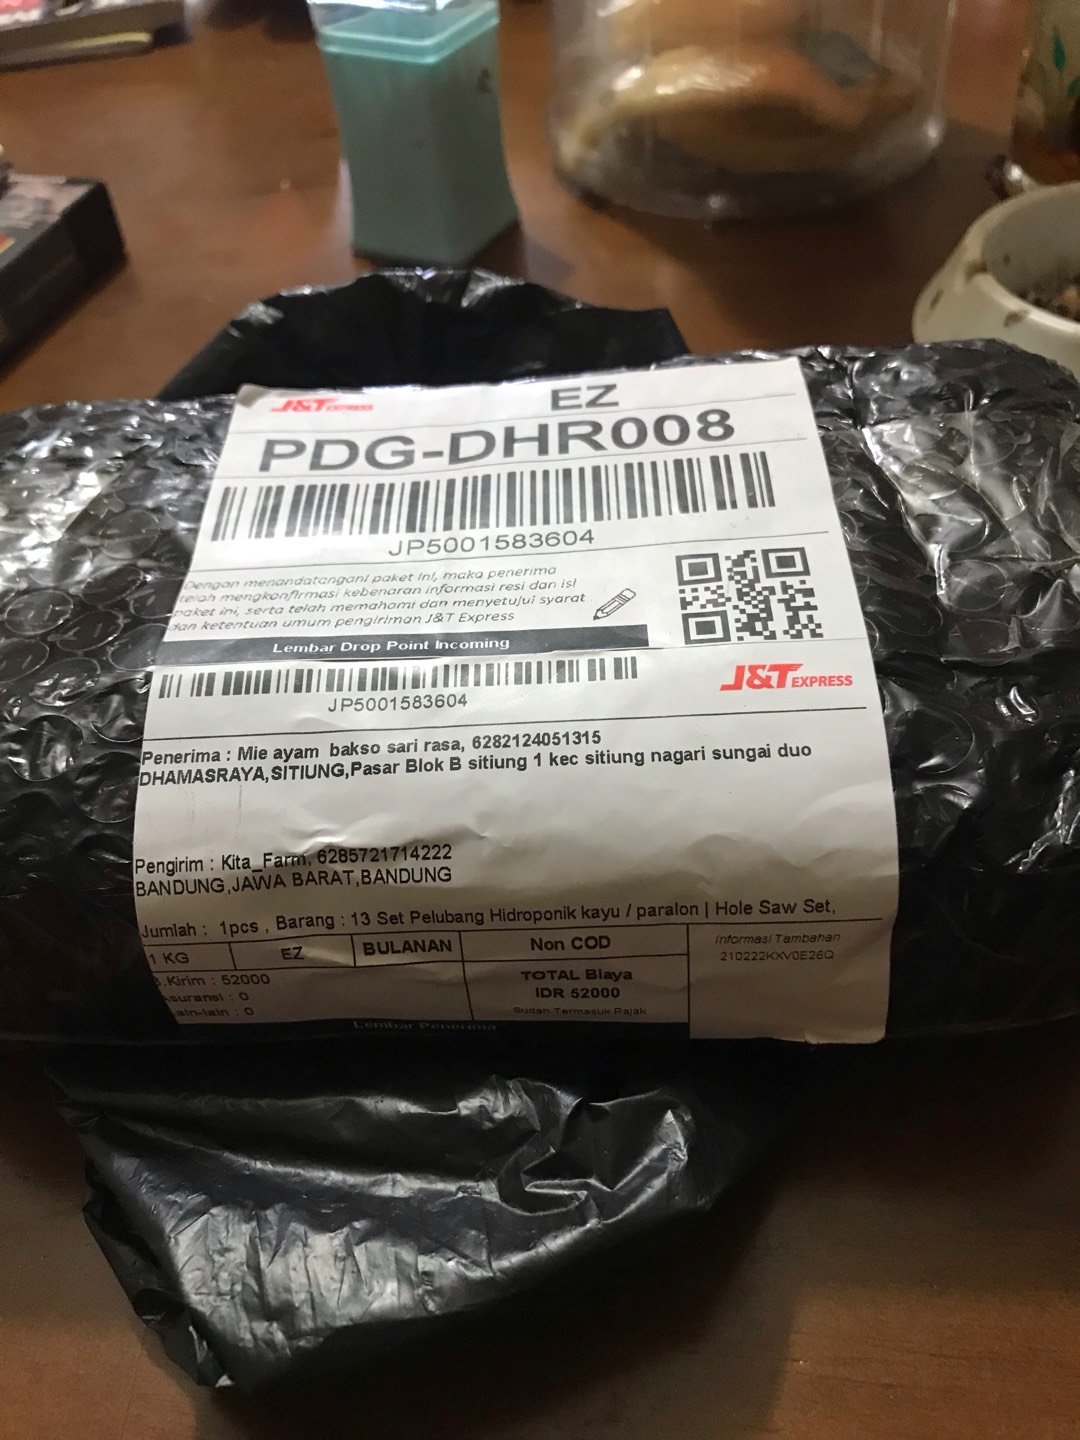 J&T EXPRESS
EZ
PDG-DHR008
JP5001583604
Dengan menandatangani paket ini, maka penerima
telah mengkonfirmasi kebenaran informasi resi dan isi
paket ini, serta telah memahami dan menyetujui syarat
dan ketentuan umum pengiriman J&T Express
Lembar Drop Point Incoming
JP5001583604
J&T EXPRESS
Penerima : Mie ayam bakso sari rasa, 6282124051315
DHAMASRAYA,SITIUNG,Pasar Blok B sitiung 1 kec sitiung nagari sungai duo
Pengirim : Kita_Farm, 6285721714222
BANDUNG,JAWA BARAT,BANDUNG
Jumlah : 1pcs , Barang : 13 Set Pelubang Hidroponik kayu / paralon | Hole Saw Set,
1 KG EZ BULANAN Non COD
Informasi Tambahan
210222KXV0E26Q
.Kirim : 52000
suransi : 0
ain-lain : 0
TOTAL Biaya
IDR 52000
Sudah Termasuk Pajak
Lembar Penerima